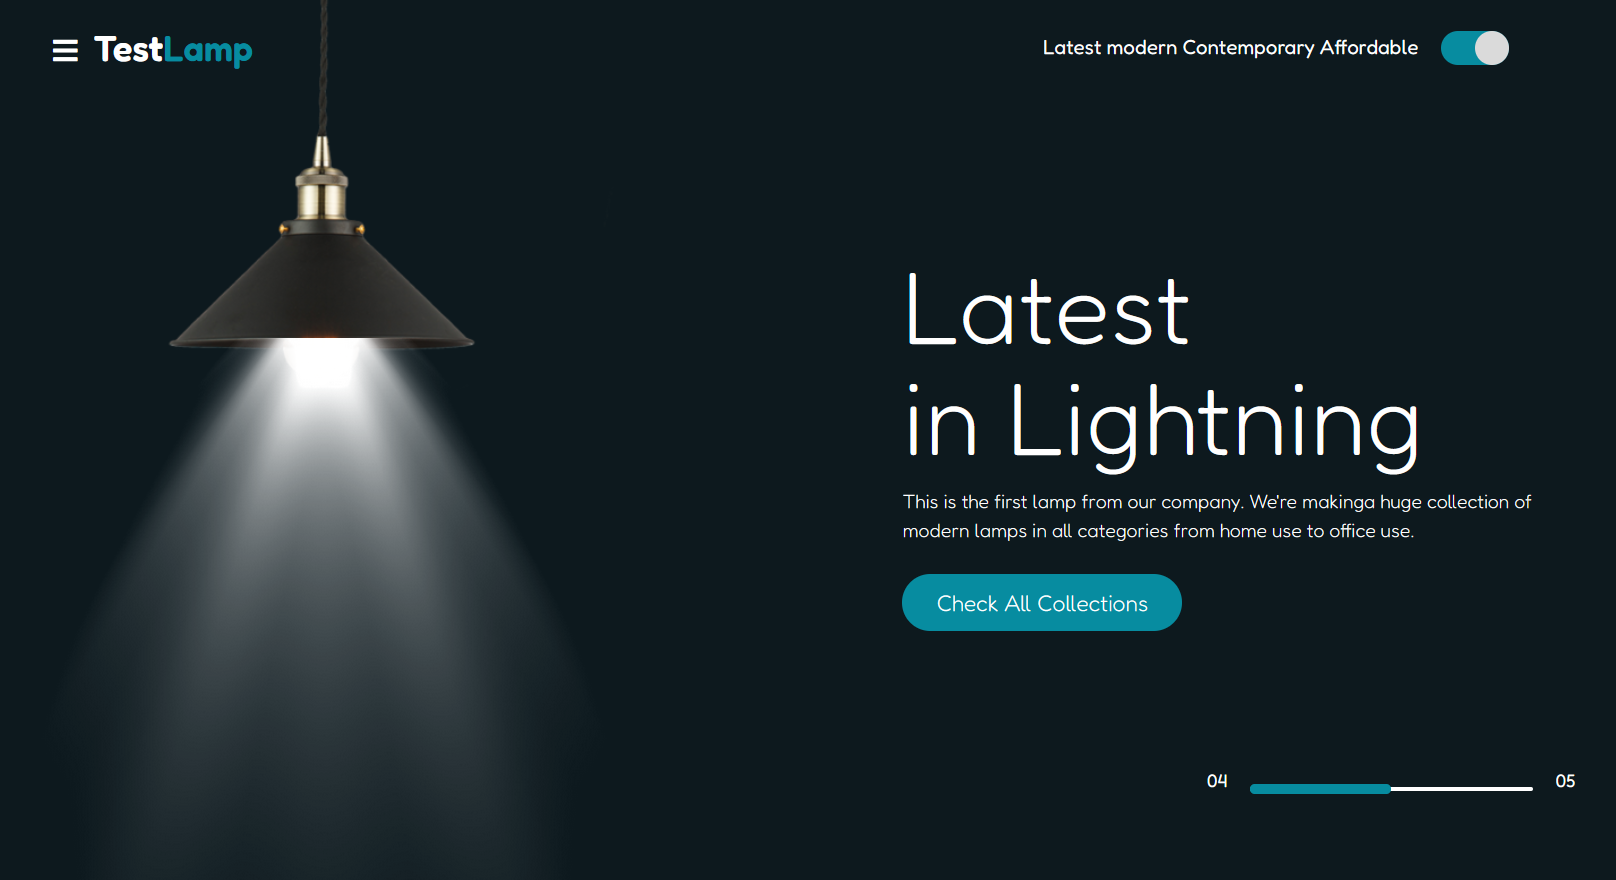 TestLamp
Latest modern Contemporary Affordable
Latest
in Lightning
This is the first lamp from our company. We're makinga huge collection of
modern lamps in all categories from home use to office use.
Check All Collections
04
05